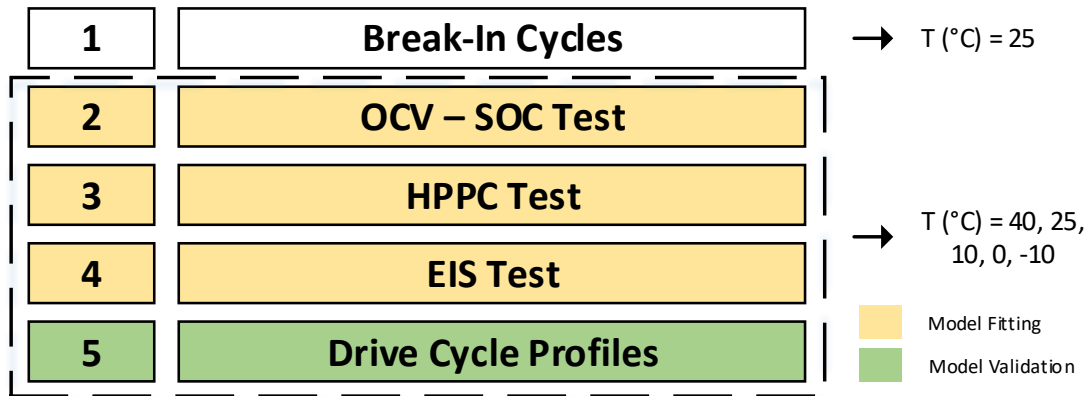 1 Break-In Cycles → T (°C) = 25
2 OCV – SOC Test
3 HPPC Test
T (°C) = 40, 25,
10, 0, -10
4 EIS Test
Model Fitting
5 Drive Cycle Profiles
Model Validation